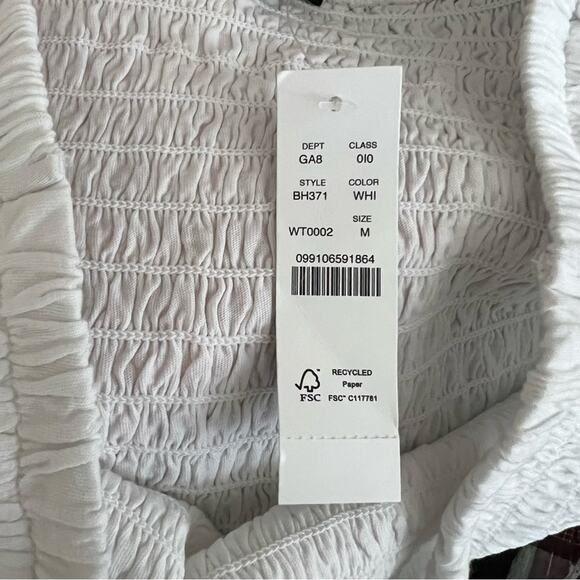 DEPT CLASS
GA8 0I0
STYLE COLOR
BH371 WHI
SIZE
WT0002 M
099106591864
RECYCLED
Paper
FSC FSC™ C117781